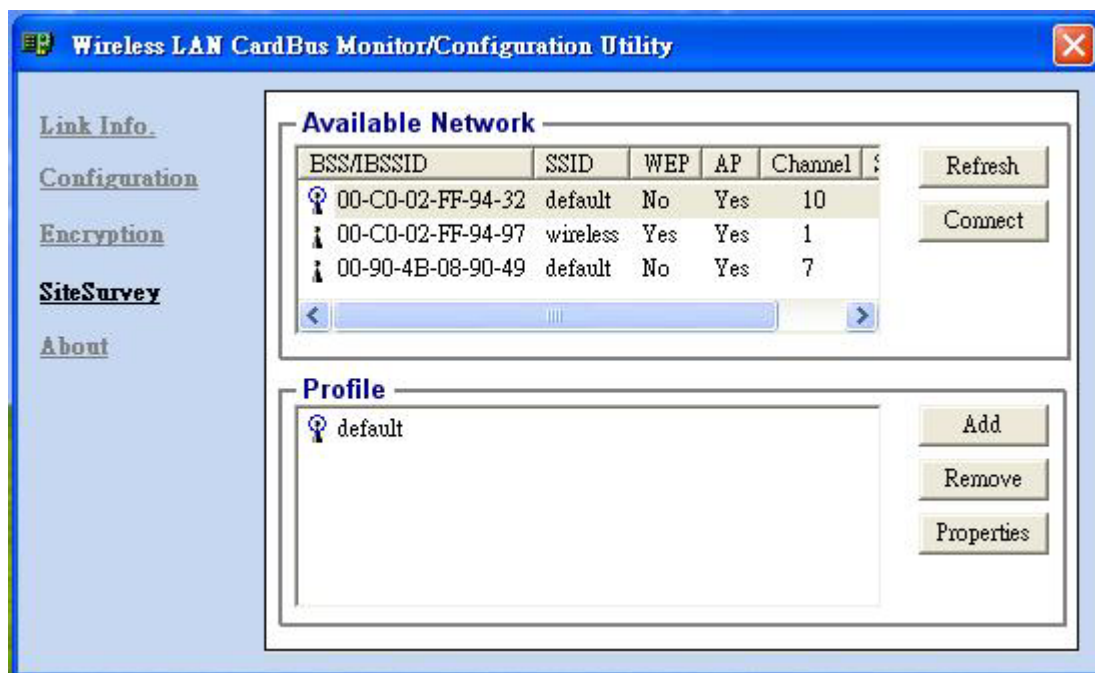 Wireless LAN CardBus Monitor/Configuration Utility
Link Info.
Configuration
Encryption
SiteSurvey
About
Available Network
BSS/IBSSID SSID WEP AP Channel
00-C0-02-FF-94-32 default No Yes 10
00-C0-02-FF-94-97 wireless Yes Yes 1
00-90-4B-08-90-49 default No Yes 7
Refresh
Connect
Profile
default
Add
Remove
Properties